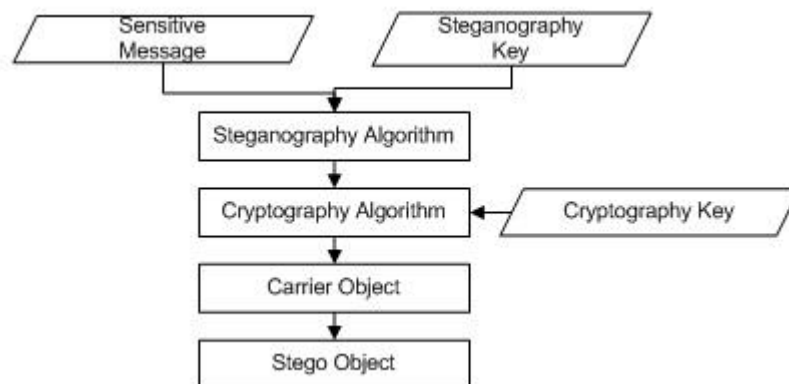 Sensitive
Message
Steganography
Key
Steganography Algorithm
Cryptography Algorithm
Cryptography Key
Carrier Object
Stego Object